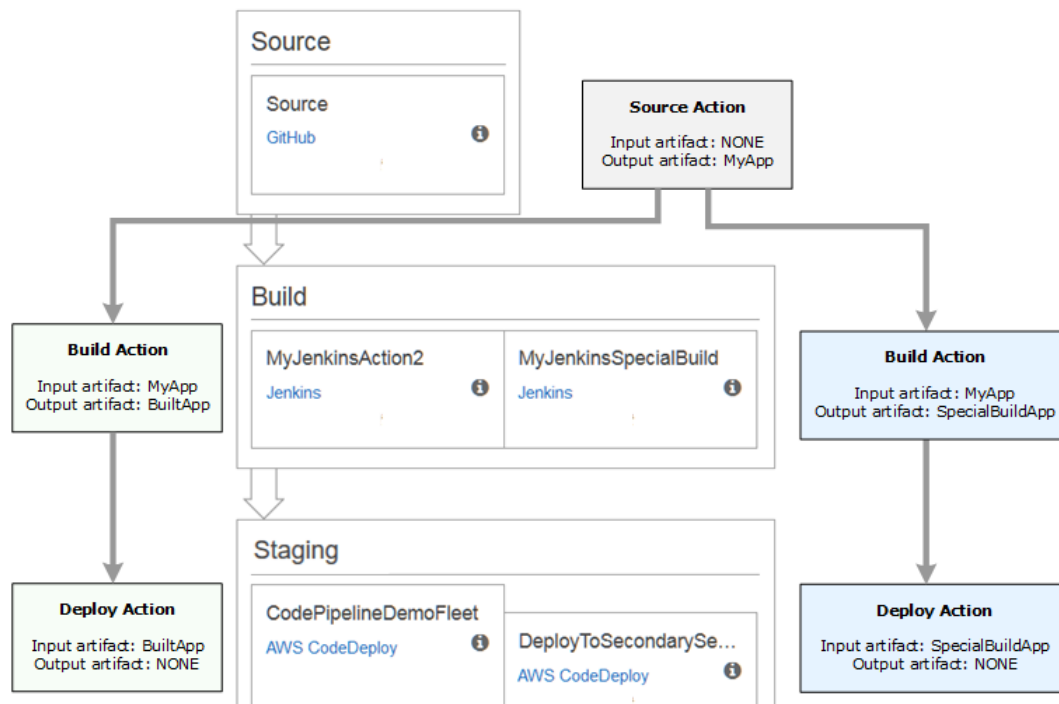 Source
Source
GitHub
Source Action
Input artifact: NONE
Output artifact: MyApp
Build
MyJenkinsAction2
Jenkins
MyJenkinsSpecialBuild
Jenkins
Build Action
Input artifact: MyApp
Output artifact: BuiltApp
Build Action
Input artifact: MyApp
Output artifact: SpecialBuildApp
Staging
CodePipelineDemoFleet
AWS CodeDeploy
DeployToSecondarySe...
AWS CodeDeploy
Deploy Action
Input artifact: BuiltApp
Output artifact: NONE
Deploy Action
Input artifact: SpecialBuildApp
Output artifact: NONE